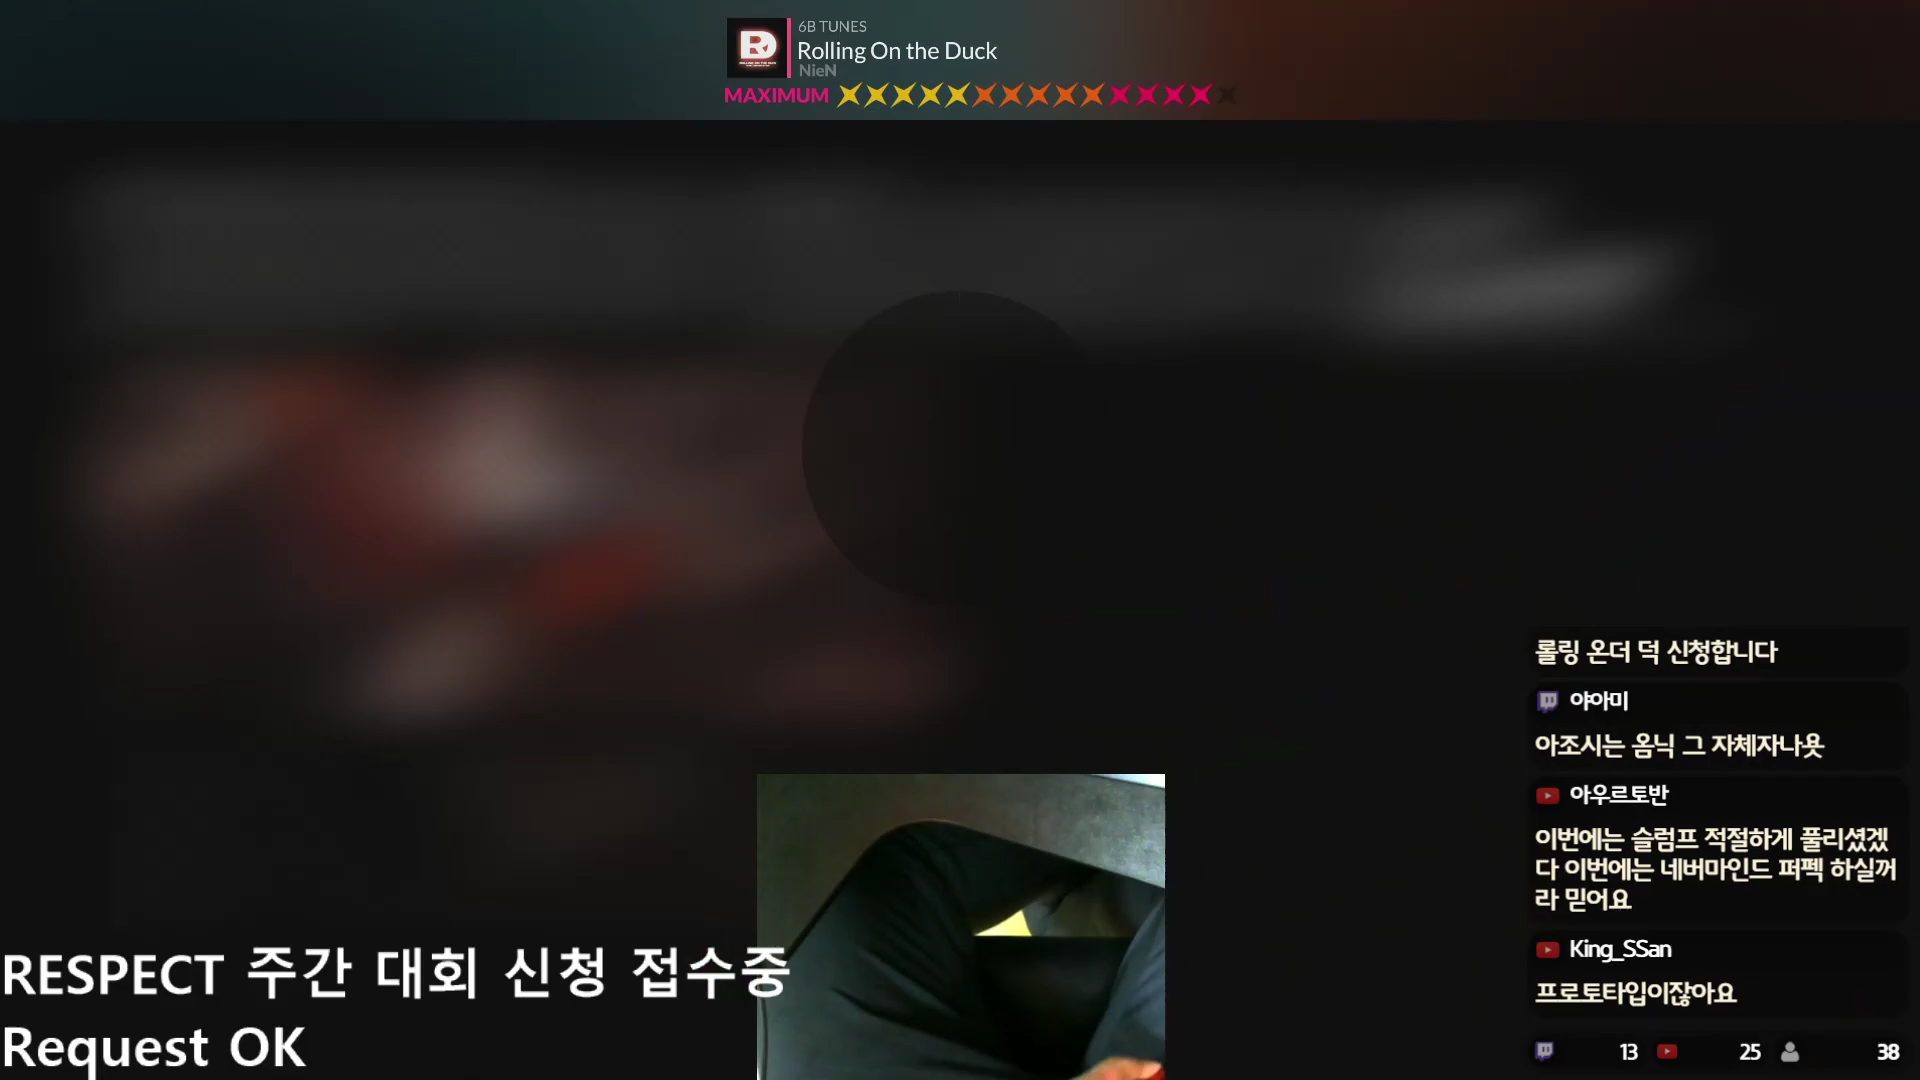 6B TUNES
Rolling On the Duck
NieN
MAXIMUM
롤링 온더 덕 신청합니다
야아미
아조시는 옴닉 그 자체자나욧
아우르토반
이번에는 슬럼프 적절하게 풀리셨겠
다 이번에는 네버마인드 퍼펙 하실꺼
라 믿어요
King_SSan
프로토타입이잖아요
RESPECT 주간 대회 신청 접수중
Request OK
13 25 38